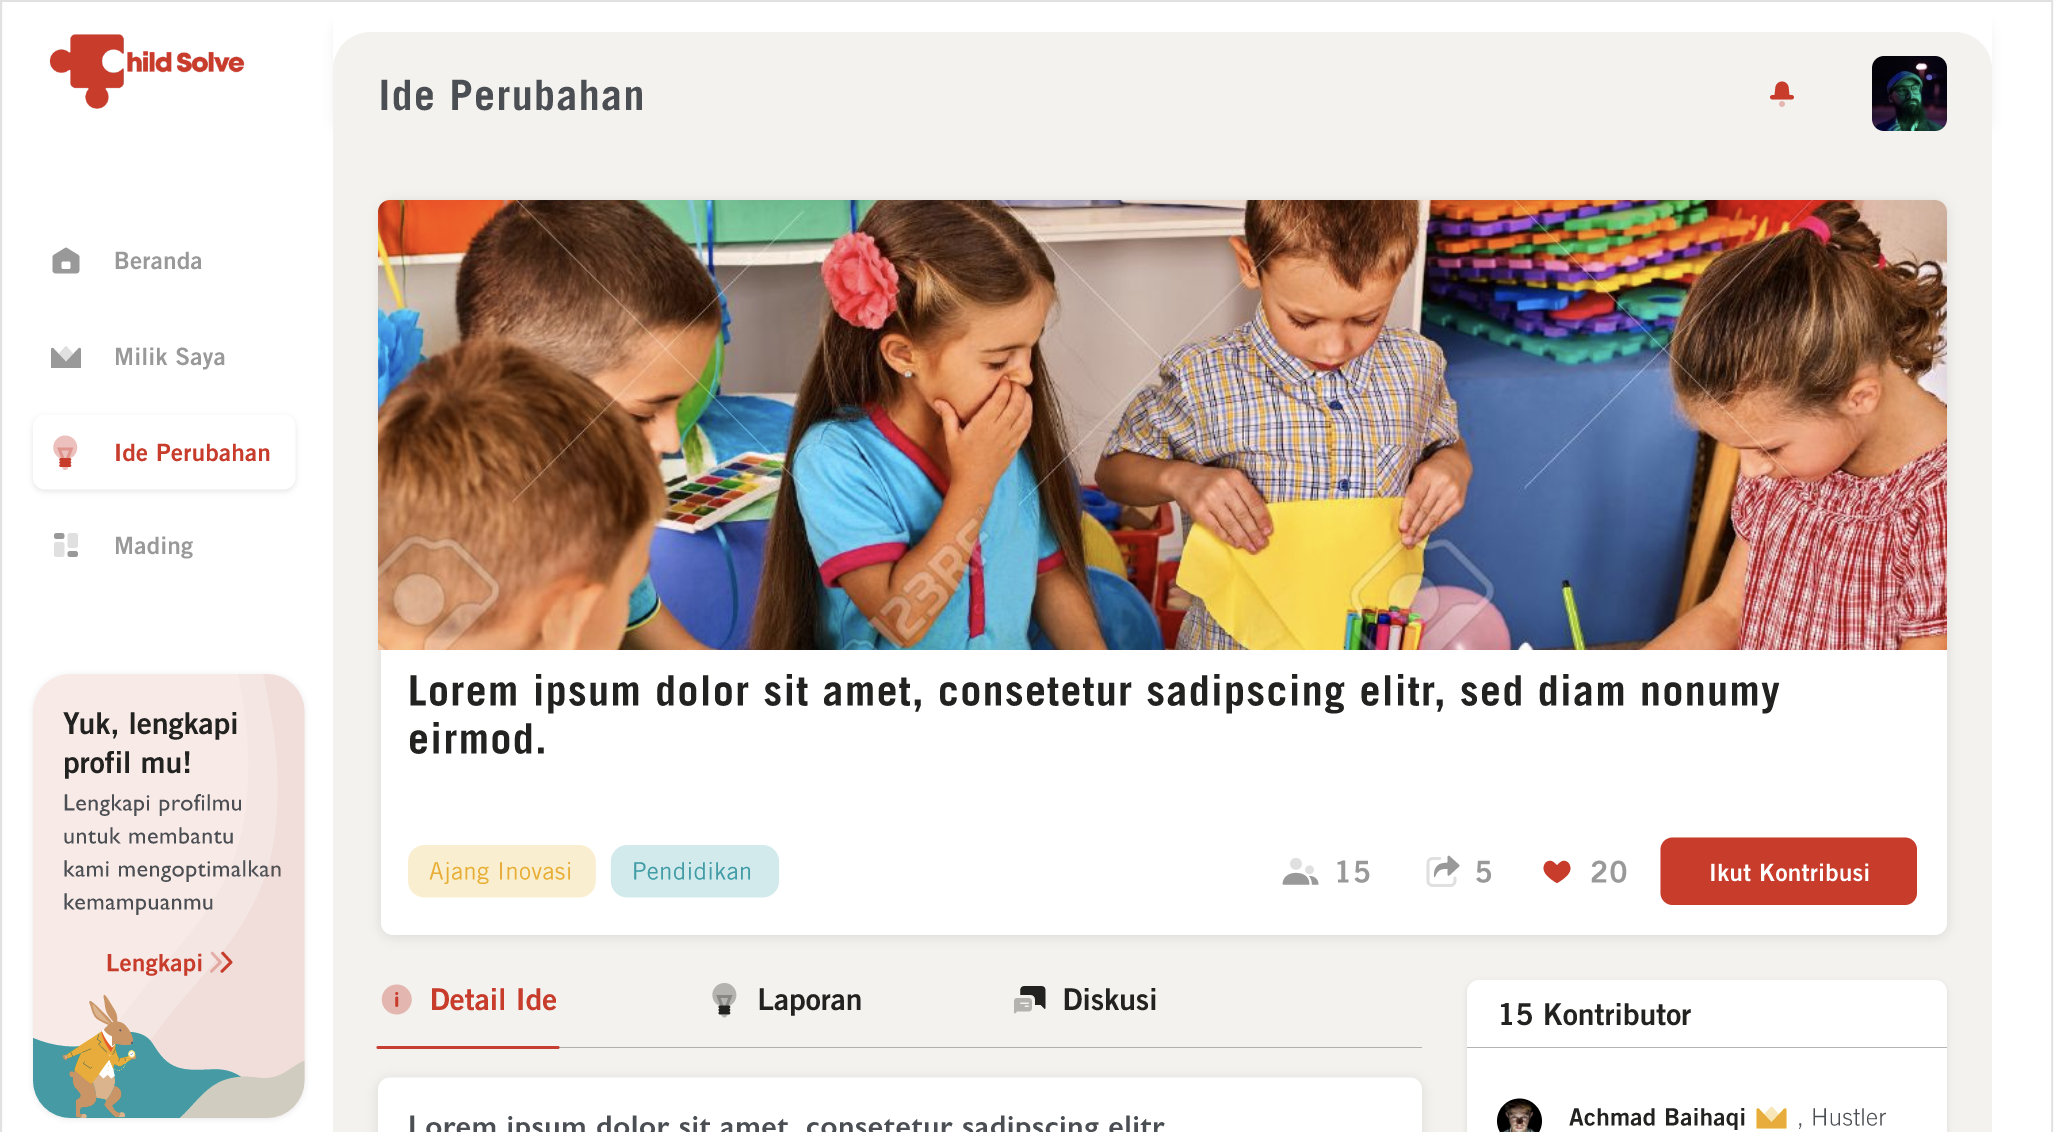 Child Solve
Ide Perubahan
Beranda
Milik Saya
Ide Perubahan
Mading
Yuk, lengkapi
profil mu!
Lengkapi profilmu
untuk membantu
kami mengoptimalkan
kemampuanmu
Lengkapi
123RF
Lorem ipsum dolor sit amet, consetetur sadipscing elitr, sed diam nonumy
eirmod.
Ajang Inovasi
Pendidikan
15
5
20
Ikut Kontribusi
Detail Ide
Laporan
Diskusi
15 Kontributor
Lorem ipsum dolor sit amet, consetetur sadipscing elitr
Achmad Baihaqi , Hustler